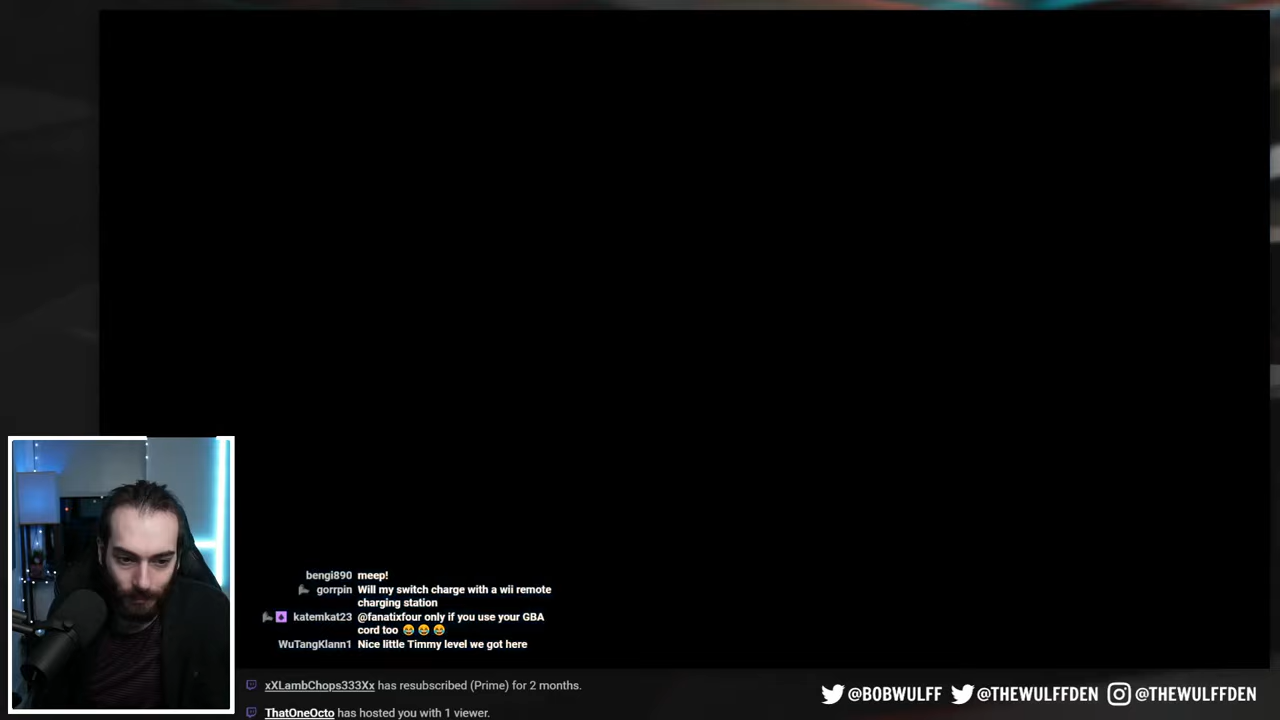 bengi890 meep!
gorrpin Will my switch charge with a wii remote
charging station
katemkat23 @fanatixfour only if you use your GBA
cord too 😂 😂 😂
WuTangKlann1 Nice little Timmy level we got here
xXLambChops333Xx has resubscribed (Prime) for 2 months.
ThatOneOcto has hosted you with 1 viewer.
@BOBWULFF @THEWULFFDEN @THEWULFFDEN